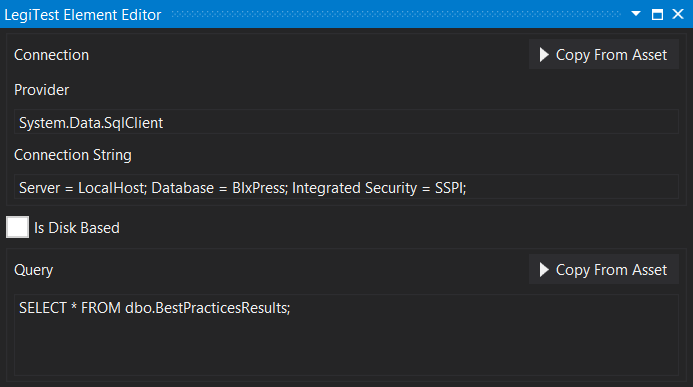 LegiTest Element Editor
Connection
Copy From Asset
Provider
System.Data.SqlClient
Connection String
Server = LocalHost; Database = BIxPress; Integrated Security = SSPI;
Is Disk Based
Query
Copy From Asset
SELECT * FROM dbo.BestPracticesResults;